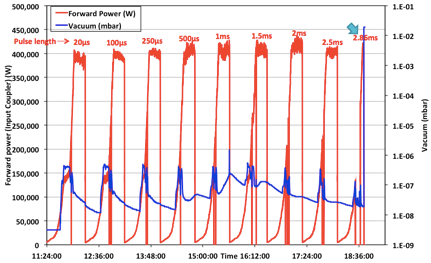 500,000
450,000
400,000
350,000
300,000
250,000
200,000
150,000
100,000
50,000
0
Forward power (Input Coupler) (W)
Forward Power (W)
Vacuum (mbar)
Pulse length
20µs
100µs
250µs
500µs
1ms
1.5ms
2ms
2.5ms
2.86ms
1.E-01
1.E-02
1.E-03
1.E-04
1.E-05
1.E-06
1.E-07
1.E-08
1.E-09
Vacuum (mbar)
11:24:00 12:36:00 13:48:00 15:00:00 Time 16:12:00 17:24:00 18:36:00